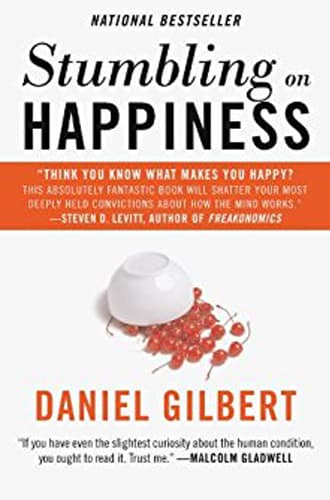 NATIONAL BESTSELLER
Stumbling on
HAPPINESS
"THINK YOU KNOW WHAT MAKES YOU HAPPY?
THIS ABSOLUTELY FANTASTIC BOOK WILL SHATTER YOUR MOST
DEEPLY HELD CONVICTIONS ABOUT HOW THE MIND WORKS."
—STEVEN D. LEVITT, AUTHOR OF FREAKONOMICS
DANIEL GILBERT
"If you have even the slightest curiosity about the human condition,
you ought to read it. Trust me." —MALCOLM GLADWELL